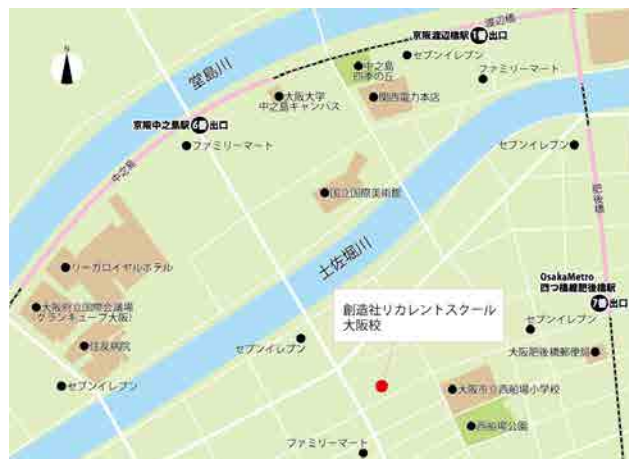 N
堂島川
渡辺橋
京阪渡辺橋駅1番出口
セブンイレブン
中之島
四季の丘
ファミリーマート
大阪大学
中之島キャンパス
関西電力本店
京阪中之島駅6番出口
ファミリーマート
セブンイレブン
中之島
国立国際美術館
肥後橋
土佐堀川
リーガロイヤルホテル
OsakaMetro
四つ橋線肥後橋駅
7番出口
大阪府立国際会議場
(グランキューブ大阪)
創造社リカレントスクール
大阪校
セブンイレブン
住友病院
セブンイレブン
大阪肥後橋郵便局
セブンイレブン
大阪市立西船場小学校
西船場公園
ファミリーマート